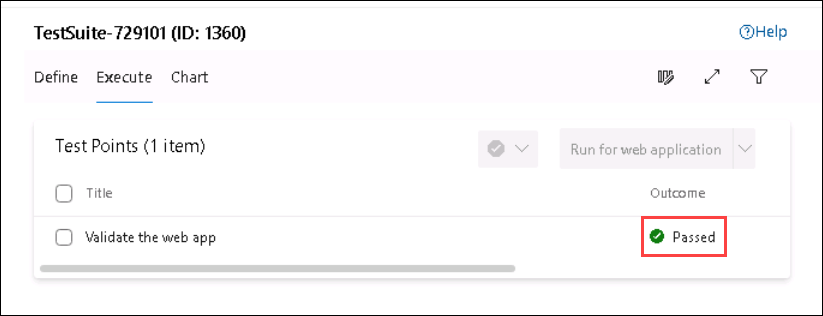 TestSuite-729101 (ID: 1360)
Help
Define Execute Chart
Test Points (1 item)
Run for web application
Title Outcome
Validate the web app Passed